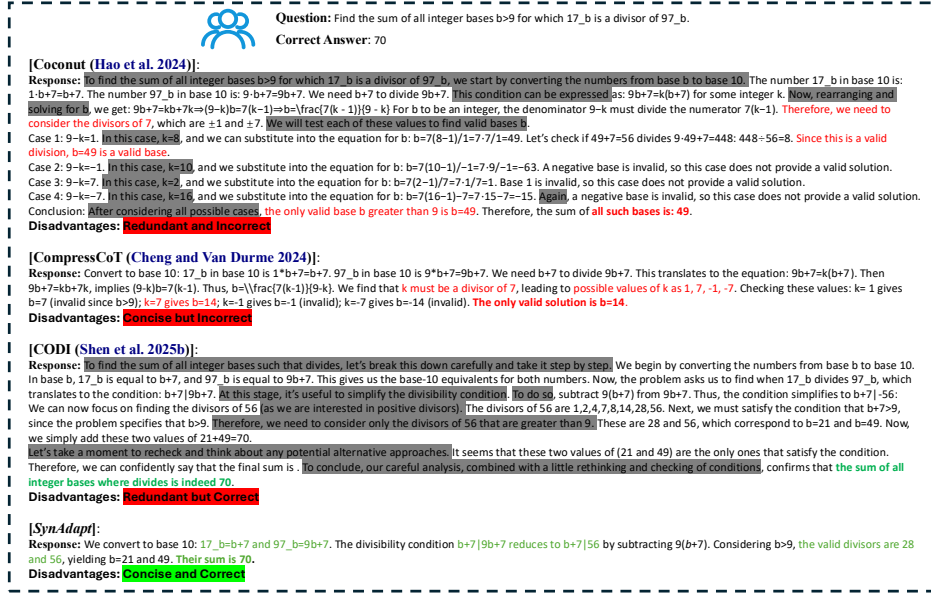 Question: Find the sum of all integer bases b>9 for which 17_b is a divisor of 97_b.
Correct Answer: 70
[Coconut (Hao et al. 2024)]:
Response: To find the sum of all integer bases b>9 for which 17_b is a divisor of 97_b, we start by converting the numbers from base b to base 10. The number 17_b in base 10 is:
1·b+7=b+7. The number 97_b in base 10 is: 9·b+7=9b+7. We need b+7 to divide 9b+7. This condition can be expressed as: 9b+7=k(b+7) for some integer k. Now, rearranging and
solving for b, we get: 9b+7=kb+7k⇒(9−k)b=7(k−1)⇒b=\frac{7(k - 1)}{9 - k} For b to be an integer, the denominator 9−k must divide the numerator 7(k−1). Therefore, we need to
consider the divisors of 7, which are ±1 and ±7. We will test each of these values to find valid bases b.
Case 1: 9−k=1. In this case, k=8, and we can substitute into the equation for b: b=7(8−1)/1=7·7/1=49. Let's check if 49+7=56 divides 9·49+7=448: 448÷56=8. Since this is a valid
division, b=49 is a valid base.
Case 2: 9−k=−1. In this case, k=10, and we substitute into the equation for b: b=7(10−1)/−1=7·9/−1=−63. A negative base is invalid, so this case does not provide a valid solution.
Case 3: 9−k=7. In this case, k=2, and we substitute into the equation for b: b=7(2−1)/7=7·1/7=1. Base 1 is invalid, so this case does not provide a valid solution.
Case 4: 9−k=−7. In this case, k=16, and we substitute into the equation for b: b=7(16−1)−7=7·15−7=−15. Again, a negative base is invalid, so this case does not provide a valid solution.
Conclusion: After considering all possible cases, the only valid base b greater than 9 is b=49. Therefore, the sum of all such bases is: 49.
Disadvantages: Redundant and Incorrect
[CompressCoT (Cheng and Van Durme 2024)]:
Response: Convert to base 10: 17_b in base 10 is 1*b+7=b+7. 97_b in base 10 is 9*b+7=9b+7. We need b+7 to divide 9b+7. This translates to the equation: 9b+7=k(b+7). Then
9b+7=kb+7k, implies (9-k)b=7(k-1). Thus, b=\\frac{7(k-1)}{9-k}. We find that k must be a divisor of 7, leading to possible values of k as 1, 7, -1, -7. Checking these values: k= 1 gives
b=7 (invalid since b>9); k=7 gives b=14; k=-1 gives b=-1 (invalid); k=-7 gives b=-14 (invalid). The only valid solution is b=14.
Disadvantages: Concise but Incorrect
[CODI (Shen et al. 2025b)]:
Response: To find the sum of all integer bases such that divides, let's break this down carefully and take it step by step. We begin by converting the numbers from base b to base 10.
In base b, 17_b is equal to b+7, and 97_b is equal to 9b+7. This gives us the base-10 equivalents for both numbers. Now, the problem asks us to find when 17_b divides 97_b, which
translates to the condition: b+7|9b+7. At this stage, it's useful to simplify the divisibility condition. To do so, subtract 9(b+7) from 9b+7. Thus, the condition simplifies to b+7|-56:
We can now focus on finding the divisors of 56 (as we are interested in positive divisors). The divisors of 56 are 1,2,4,7,8,14,28,56. Next, we must satisfy the condition that b+7>9,
since the problem specifies that b>9. Therefore, we need to consider only the divisors of 56 that are greater than 9. These are 28 and 56, which correspond to b=21 and b=49. Now,
we simply add these two values of 21+49=70.
Let's take a moment to recheck and think about any potential alternative approaches. It seems that these two values of (21 and 49) are the only ones that satisfy the condition.
Therefore, we can confidently say that the final sum is . To conclude, our careful analysis, combined with a little rethinking and checking of conditions, confirms that the sum of all
integer bases where divides is indeed 70.
Disadvantages: Redundant but Correct
[SynAdapt]:
Response: We convert to base 10: 17_b=b+7 and 97_b=9b+7. The divisibility condition b+7|9b+7 reduces to b+7|56 by subtracting 9(b+7). Considering b>9, the valid divisors are 28
and 56, yielding b=21 and 49. Their sum is 70.
Disadvantages: Concise and Correct